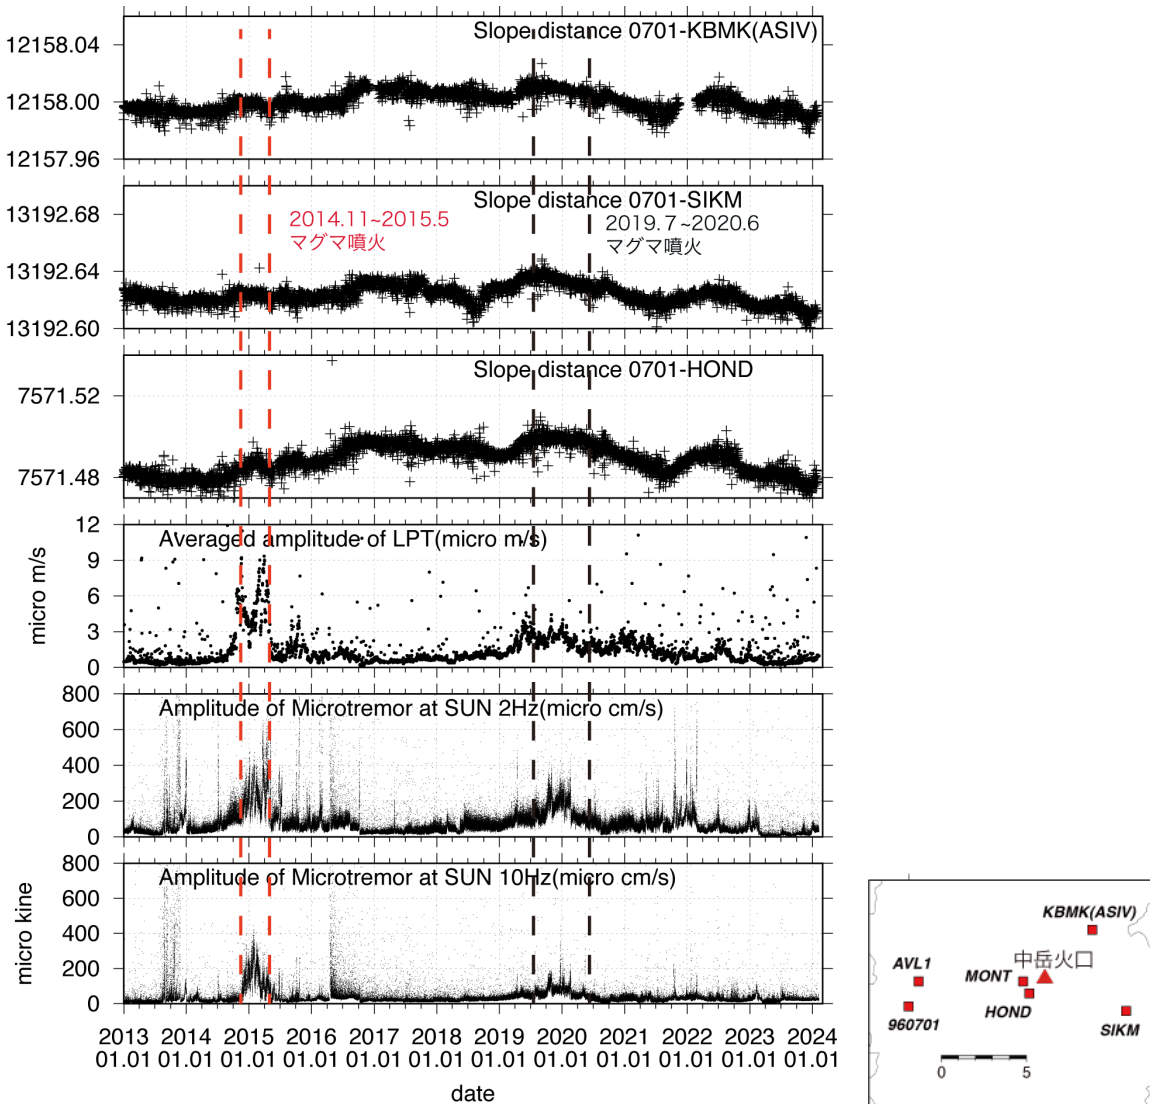 Slope distance 0701-KBMK(ASIV)
12158.04
12158.00
12157.96
Slope distance 0701-SIKM
13192.68
13192.64
13192.60
2014.11~2015.5
マグマ噴火
2019.7~2020.6
マグマ噴火
Slope distance 0701-HOND
7571.52
7571.48
Averaged amplitude of LPT(micro m/s)
micro m/s
12
9
6
3
0
Amplitude of Microtremor at SUN 2Hz(micro cm/s)
800
600
400
200
0
Amplitude of Microtremor at SUN 10Hz(micro cm/s)
micro kine
800
600
400
200
0
2013 2014 2015 2016 2017 2018 2019 2020 2021 2022 2023 2024
01.01 01.01 01.01 01.01 01.01 01.01 01.01 01.01 01.01 01.01 01.01 01.01
date
KBMK(ASIV)
中岳火口
AVL1
MONT
HOND
960701
SIKM
0 5